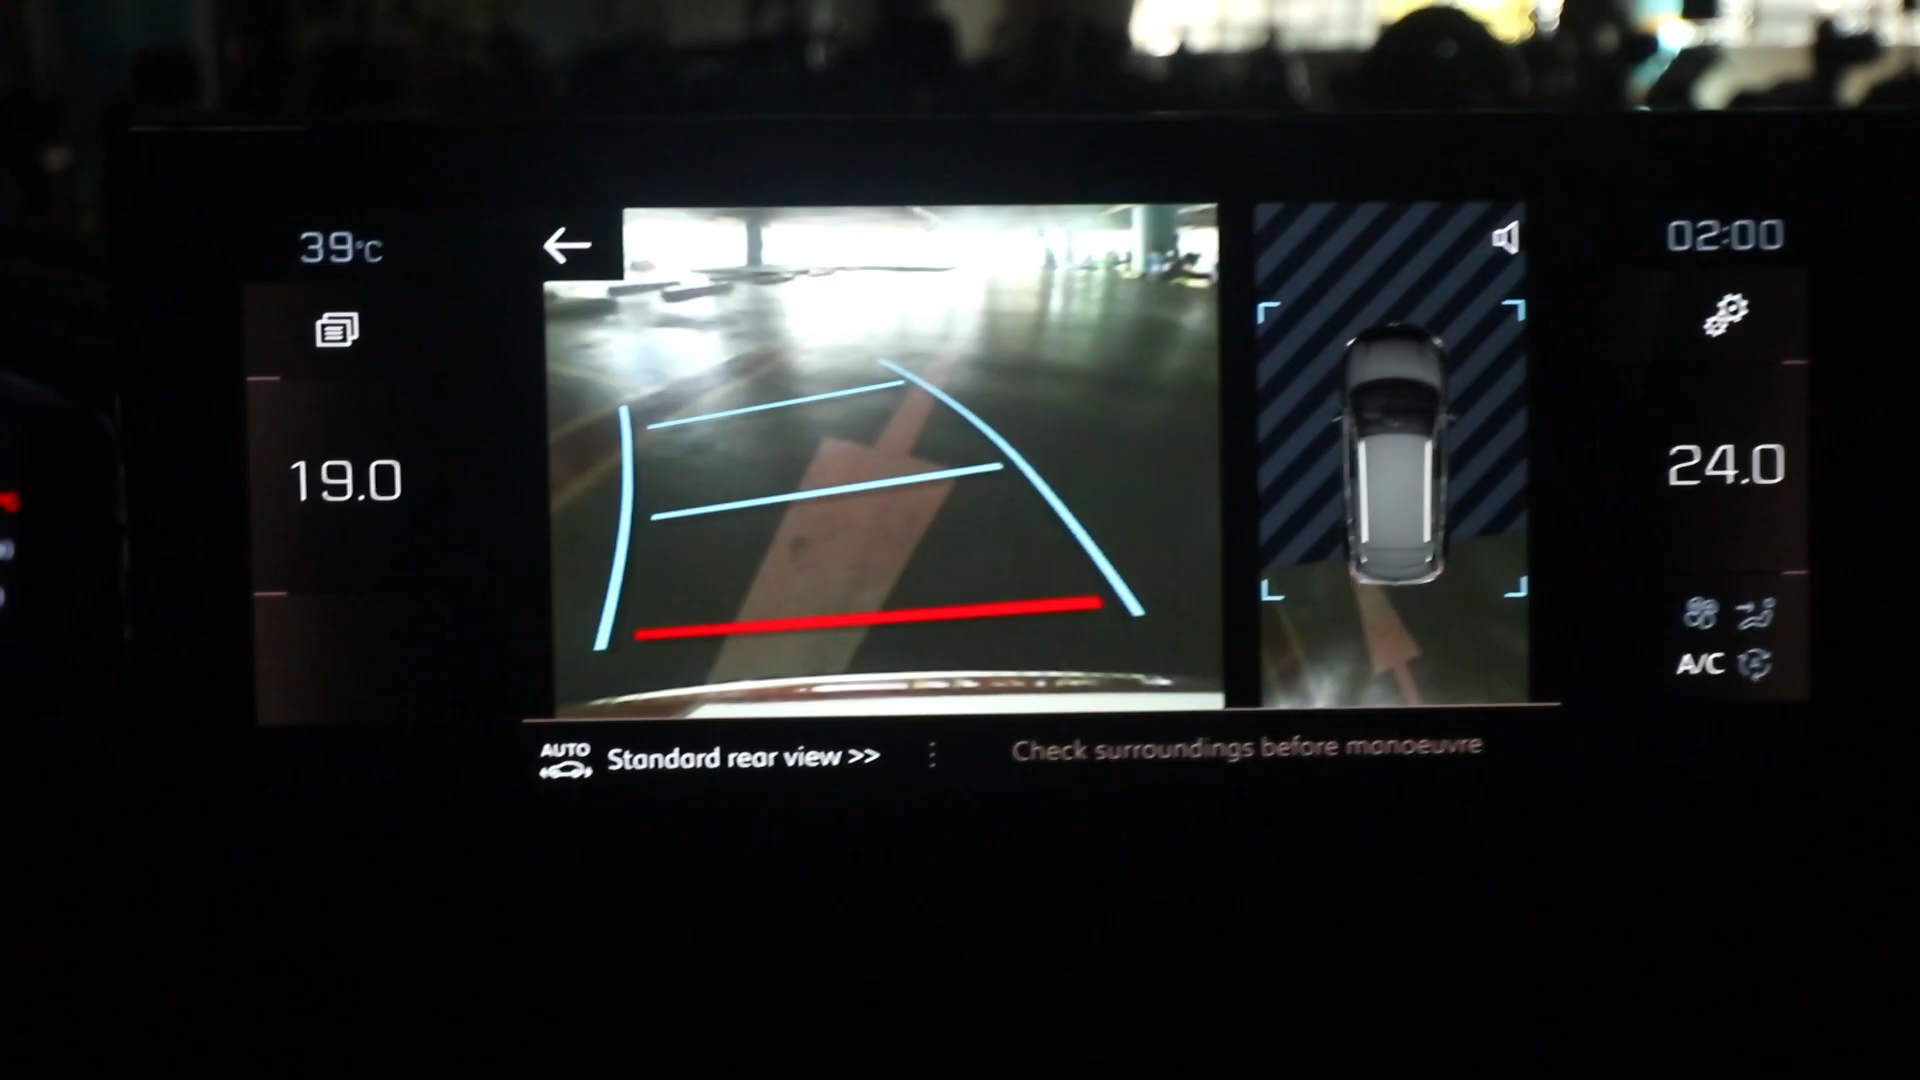 39°C
02:00
19.0
24.0
A/C
AUTO
Standard rear view >>
Check surroundings before manoeuvre